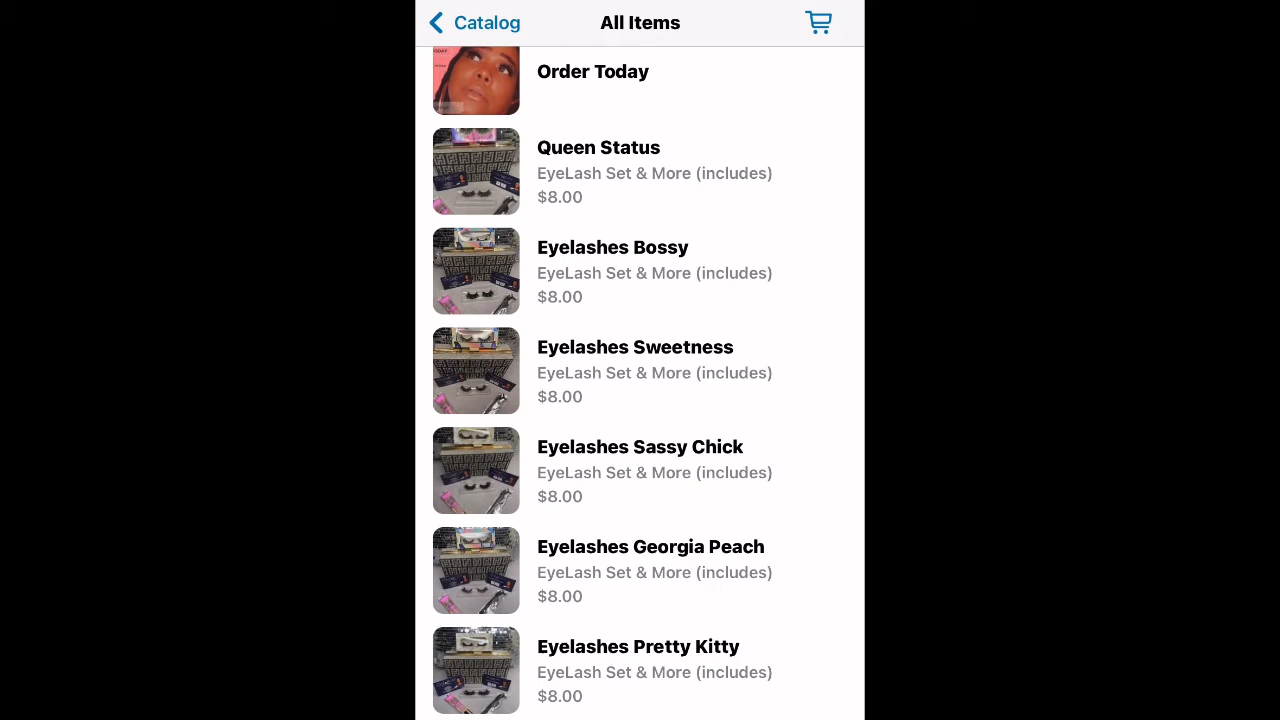 Catalog
All Items
ODAY
Order Today
Queen Status
EyeLash Set & More (includes)
$8.00
Eyelashes Bossy
EyeLash Set & More (includes)
$8.00
Eyelashes Sweetness
EyeLash Set & More (includes)
$8.00
Eyelashes Sassy Chick
EyeLash Set & More (includes)
$8.00
Eyelashes Georgia Peach
EyeLash Set & More (includes)
$8.00
Eyelashes Pretty Kitty
EyeLash Set & More (includes)
$8.00